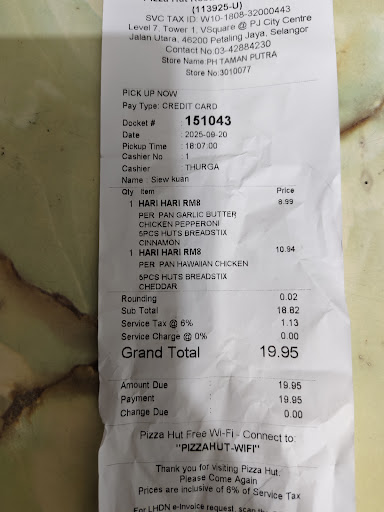 (113925-U)
SVC TAX ID: W10-1808-32000443
Level 7, Tower 1, VSquare @ PJ City Centre
Jalan Utara, 46200 Petaling Jaya, Selangor
Contact No:03-42884230
Store Name:PH TAMAN PUTRA
Store No:3010077
PICK UP NOW
Pay Type: CREDIT CARD
Docket # : 151043
Date : 2025-09-20
Pickup Time : 18:07:00
Cashier No : 1
Cashier : THURGA
Name : Siew kuan
Qty Item Price
1 HARI HARI RM8 8.99
PER PAN GARLIC BUTTER
CHICKEN PEPPERONI
5PCS HUTS BREADSTIX
CINNAMON
1 HARI HARI RM8 10.94
PER PAN HAWAIIAN CHICKEN
5PCS HUTS BREADSTIX
CHEDDAR
Rounding : 0.02
Sub Total : 18.82
Service Tax @ 6% : 1.13
Service Charge @ 0% : 0.00
Grand Total 19.95
Amount Due : 19.95
Payment : 19.95
Change Due : 0.00
Pizza Hut Free Wi-Fi - Connect to:
"PIZZAHUT-WIFI"
Thank you for visiting Pizza Hut.
Please Come Again
Prices are inclusive of 6% of Service Tax
For LHDN e-Invoice request, scan the